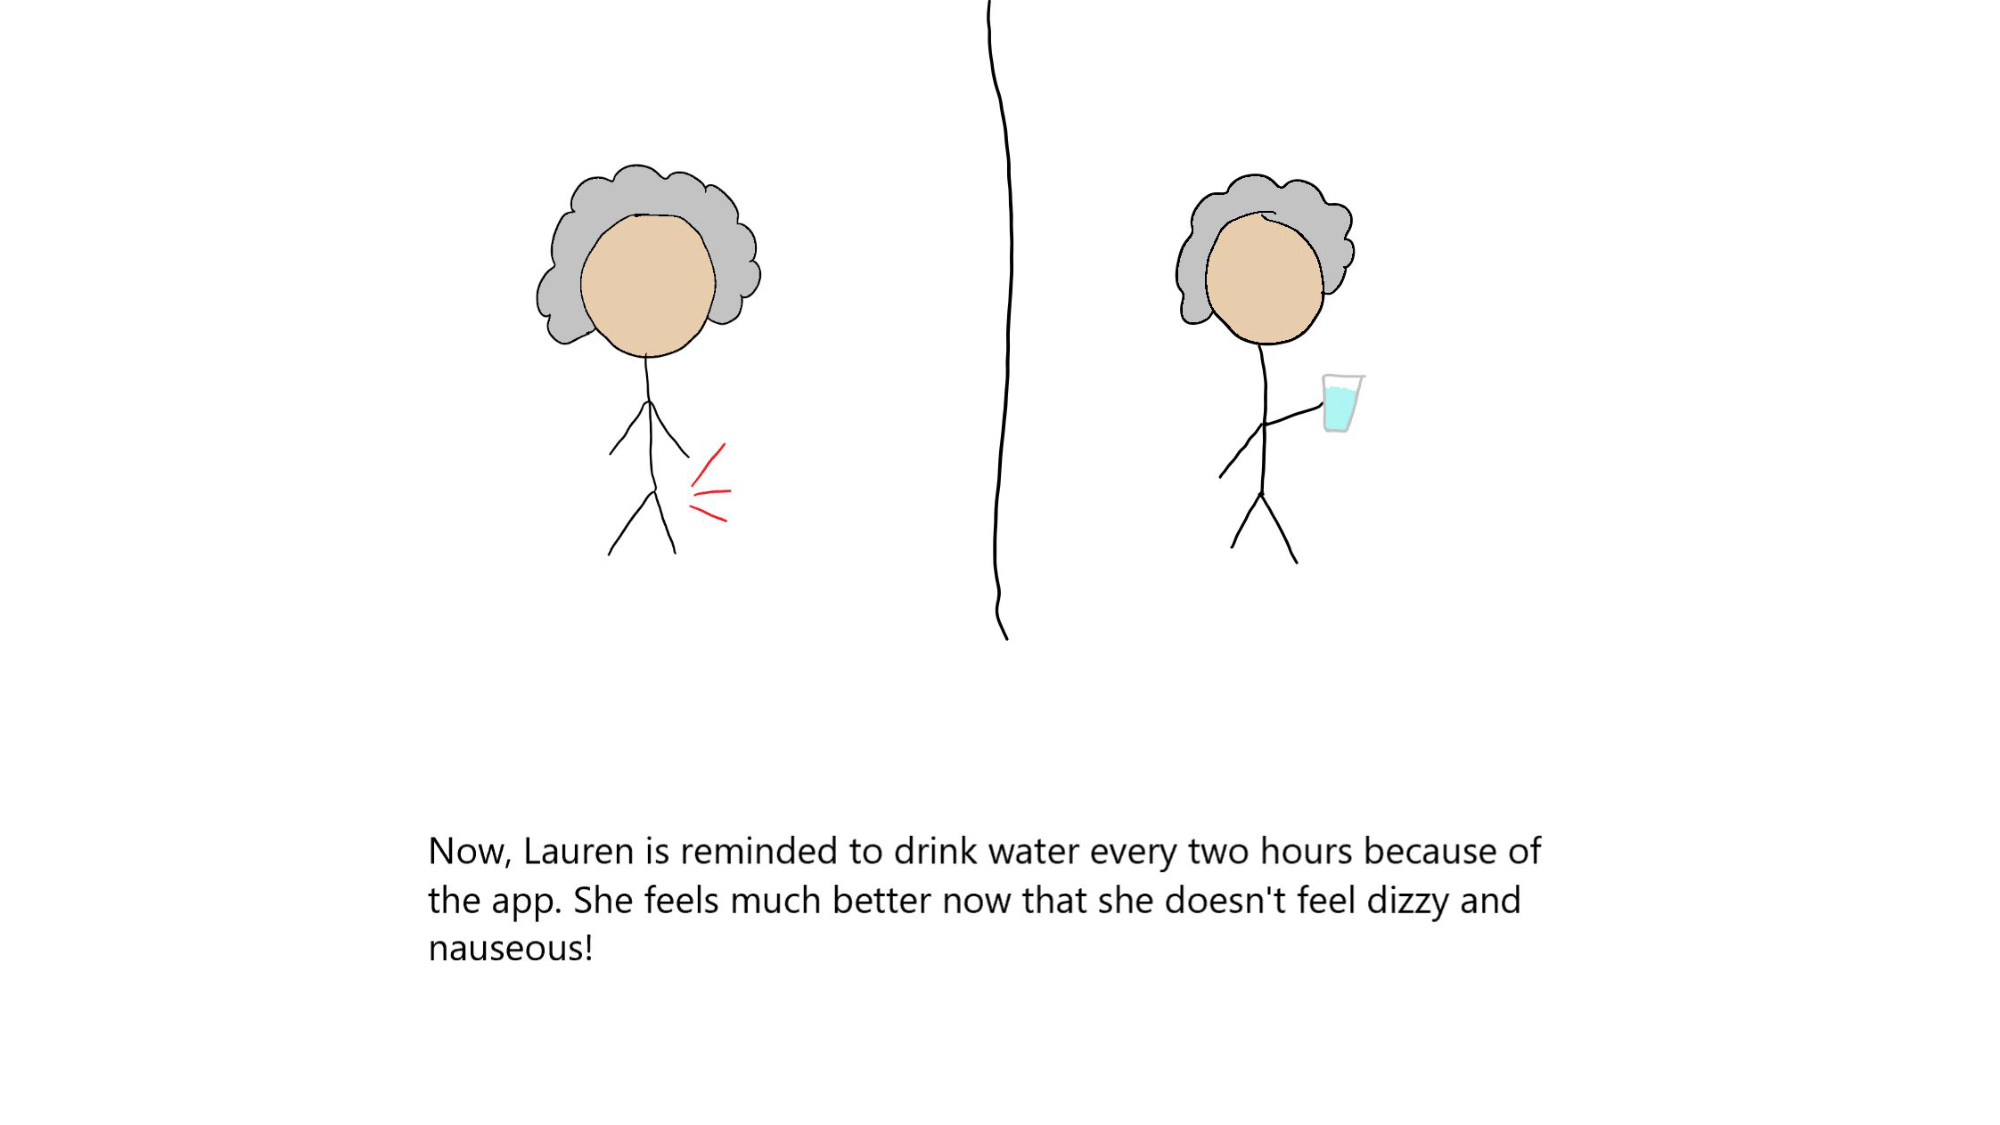 Now, Lauren is reminded to drink water every two hours because of
the app. She feels much better now that she doesn't feel dizzy and
nauseous!